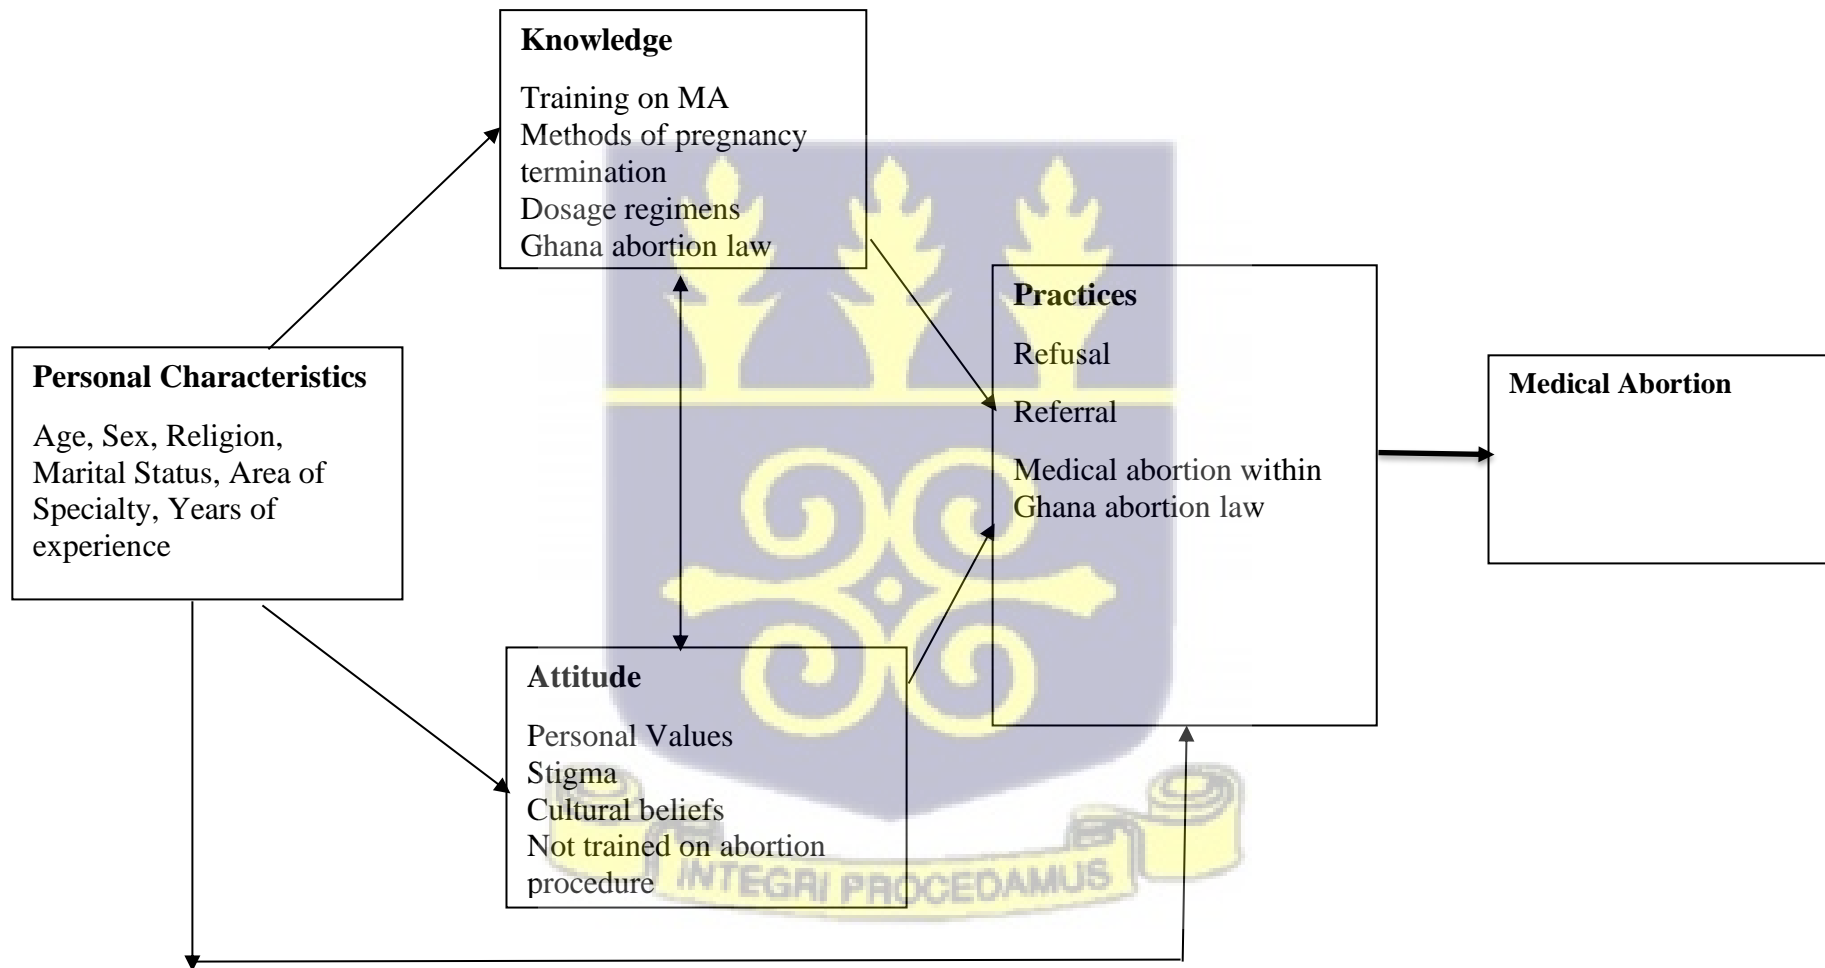 Knowledge
Training on MA
Methods of pregnancy
termination
Dosage regimens
Ghana abortion law
Personal Characteristics
Age, Sex, Religion,
Marital Status, Area of
Specialty, Years of
experience
Practices
Refusal
Referral
Medical abortion within
Ghana abortion law
Medical Abortion
Attitude
Personal Values
Stigma
Cultural beliefs
Not trained on abortion
procedure
INTEGRI PROCEDAMUS